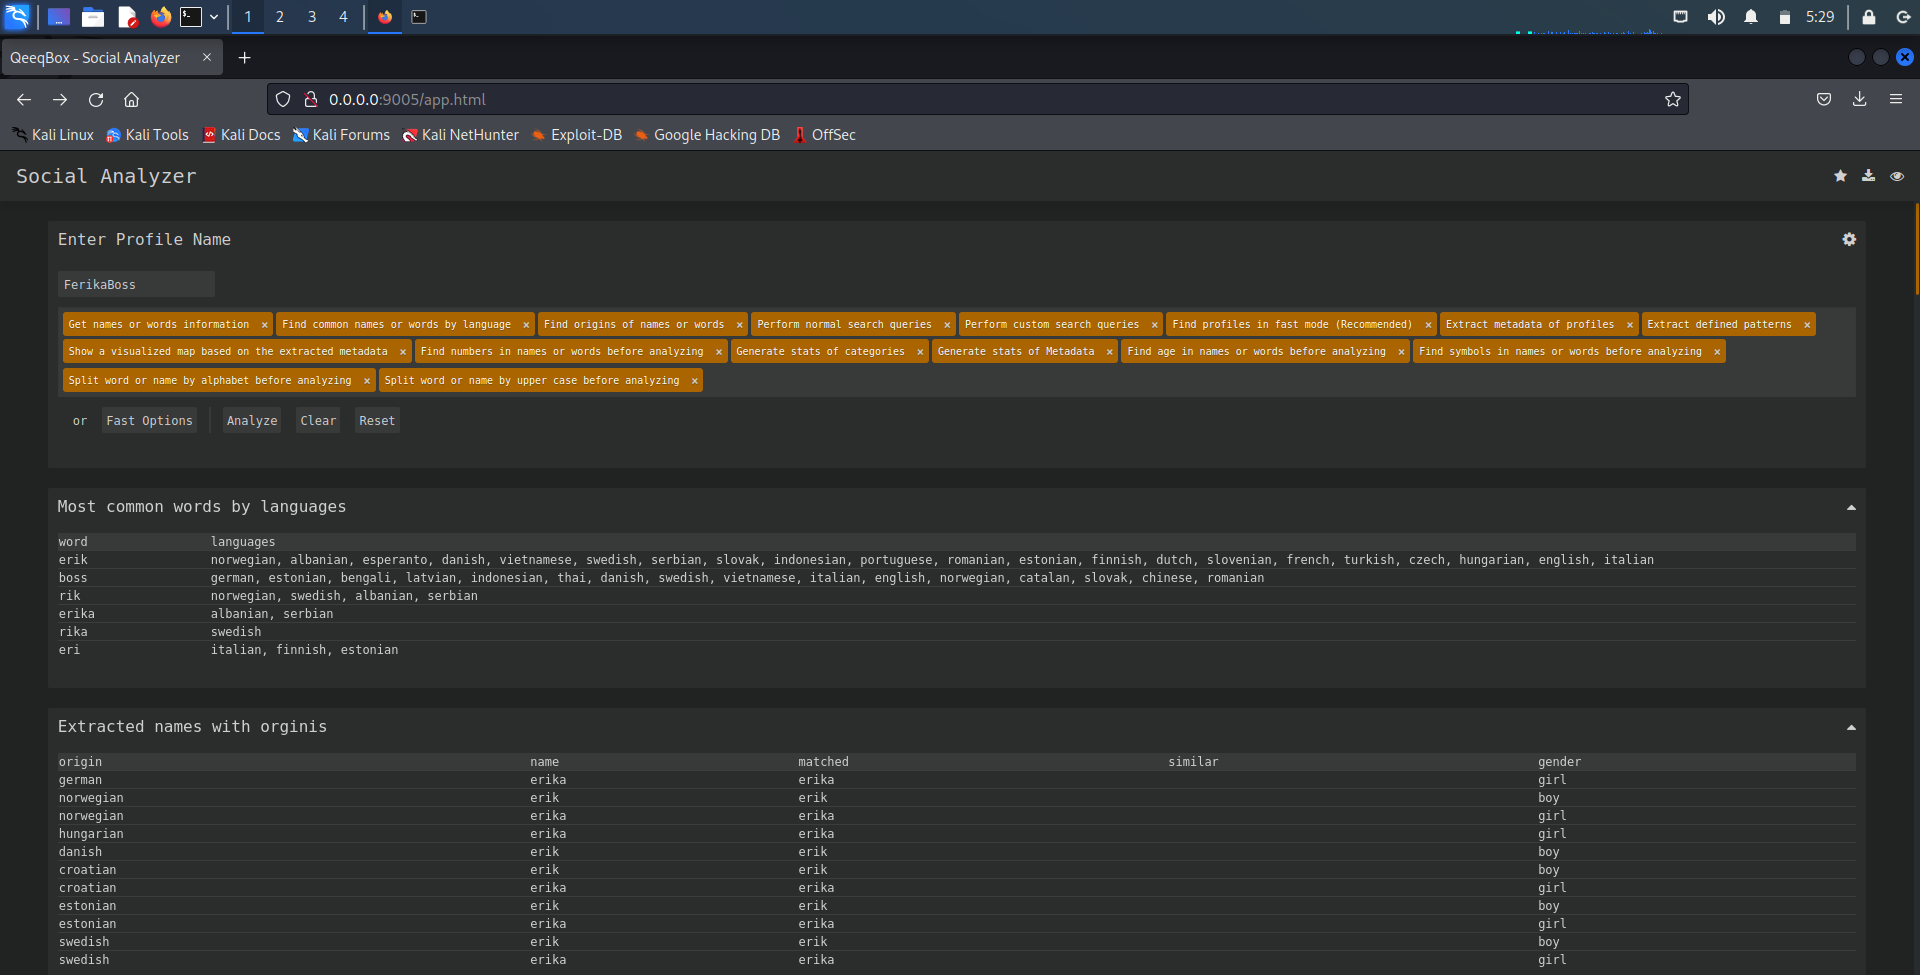 1 2 3 4 5:29
QeeqBox - Social Analyzer
0.0.0.0:9005/app.html
Kali Linux Kali Tools Kali Docs Kali Forums Kali NetHunter Exploit-DB Google Hacking DB OffSec
Social Analyzer
Enter Profile Name
FerikaBoss
Get names or words information × Find common names or words by language × Find origins of names or words × Perform normal search queries × Perform custom search queries × Find profiles in fast mode (Recommended) × Extract metadata of profiles × Extract defined patterns ×
Show a visualized map based on the extracted metadata × Find numbers in names or words before analyzing × Generate stats of categories × Generate stats of Metadata × Find age in names or words before analyzing × Find symbols in names or words before analyzing ×
Split word or name by alphabet before analyzing × Split word or name by upper case before analyzing ×
or Fast Options Analyze Clear Reset
Most common words by languages
word languages
erik norwegian, albanian, esperanto, danish, vietnamese, swedish, serbian, slovak, indonesian, portuguese, romanian, estonian, finnish, dutch, slovenian, french, turkish, czech, hungarian, english, italian
boss german, estonian, bengali, latvian, indonesian, thai, danish, swedish, vietnamese, italian, english, norwegian, catalan, slovak, chinese, romanian
rik norwegian, swedish, albanian, serbian
erika albanian, serbian
rika swedish
eri italian, finnish, estonian
Extracted names with orginis
origin name matched similar gender
german erika erika girl
norwegian erik erik boy
norwegian erika erika girl
hungarian erika erika girl
danish erik erik boy
croatian erik erik boy
croatian erika erika girl
estonian erik erik boy
estonian erika erika girl
swedish erik erik boy
swedish erika erika girl